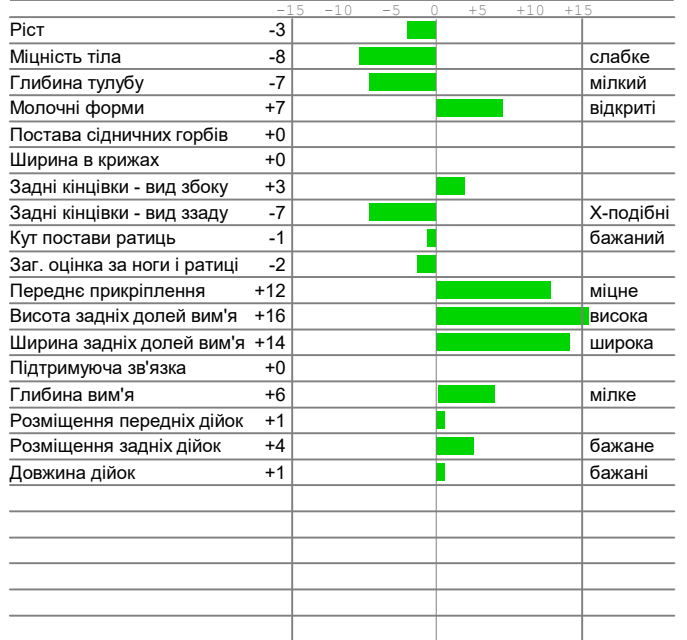 -15 -10 -5 0 +5 +10 +15
Ріст -3
Міцність тіла -8 слабке
Глибина тулубу -7 мілкий
Молочні форми +7 відкриті
Постава сідничних горбів +0
Ширина в крижах +0
Задні кінцівки - вид збоку +3
Задні кінцівки - вид ззаду -7 Х-подібні
Кут постави ратиць -1 бажаний
Заг. оцінка за ноги і ратиці -2
Переднє прикріплення +12 міцне
Висота задніх долей вим'я +16 висока
Ширина задніх долей вим'я +14 широка
Підтримуюча зв'язка +0
Глибина вим'я +6 мілке
Розміщення передніх дійок +1
Розміщення задніх дійок +4 бажане
Довжина дійок +1 бажані